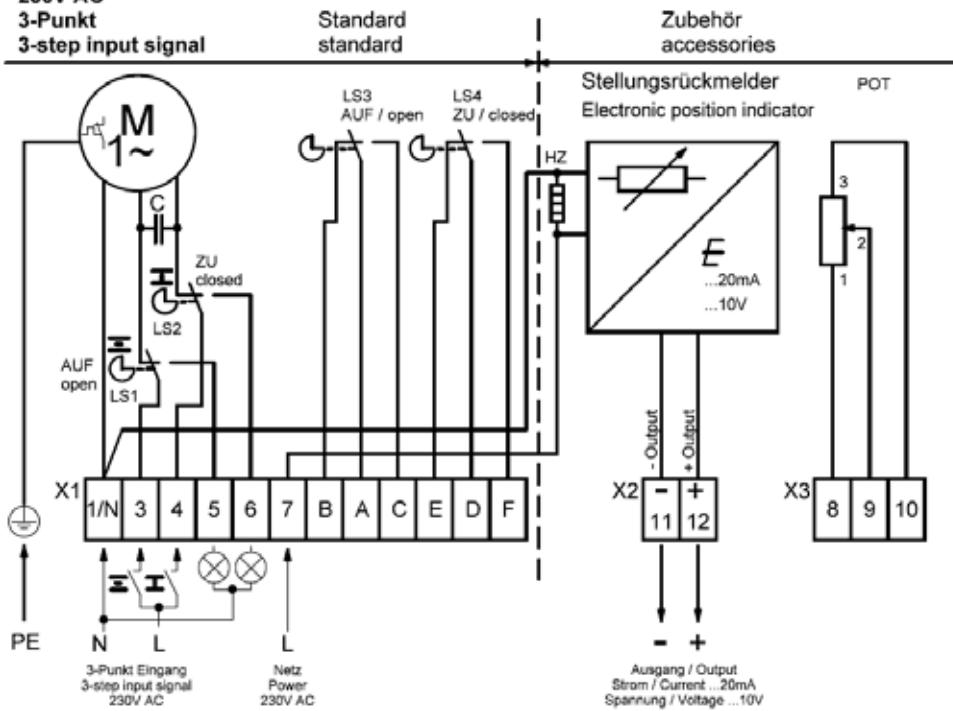 230V AC
3-Punkt
3-step input signal
Standard
standard
Zubehör
accessories
Stellungsrückmelder
Electronic position indicator
POT
M
1~
C
LS3
AUF / open
LS4
ZU / closed
HZ
ZU
closed
LS2
AUF
open
LS1
E
...20mA
...10V
3
2
1
- Output
+ Output
X1
1/N 3 4 5 6 7 B A C E D F
X2
- +
11 12
X3
8 9 10
PE
N
L
L
- +
3-Punkt Eingang
3-step input signal
230V AC
Netz
Power
230V AC
Ausgang / Output
Strom / Current ...20mA
Spannung / Voltage ...10V